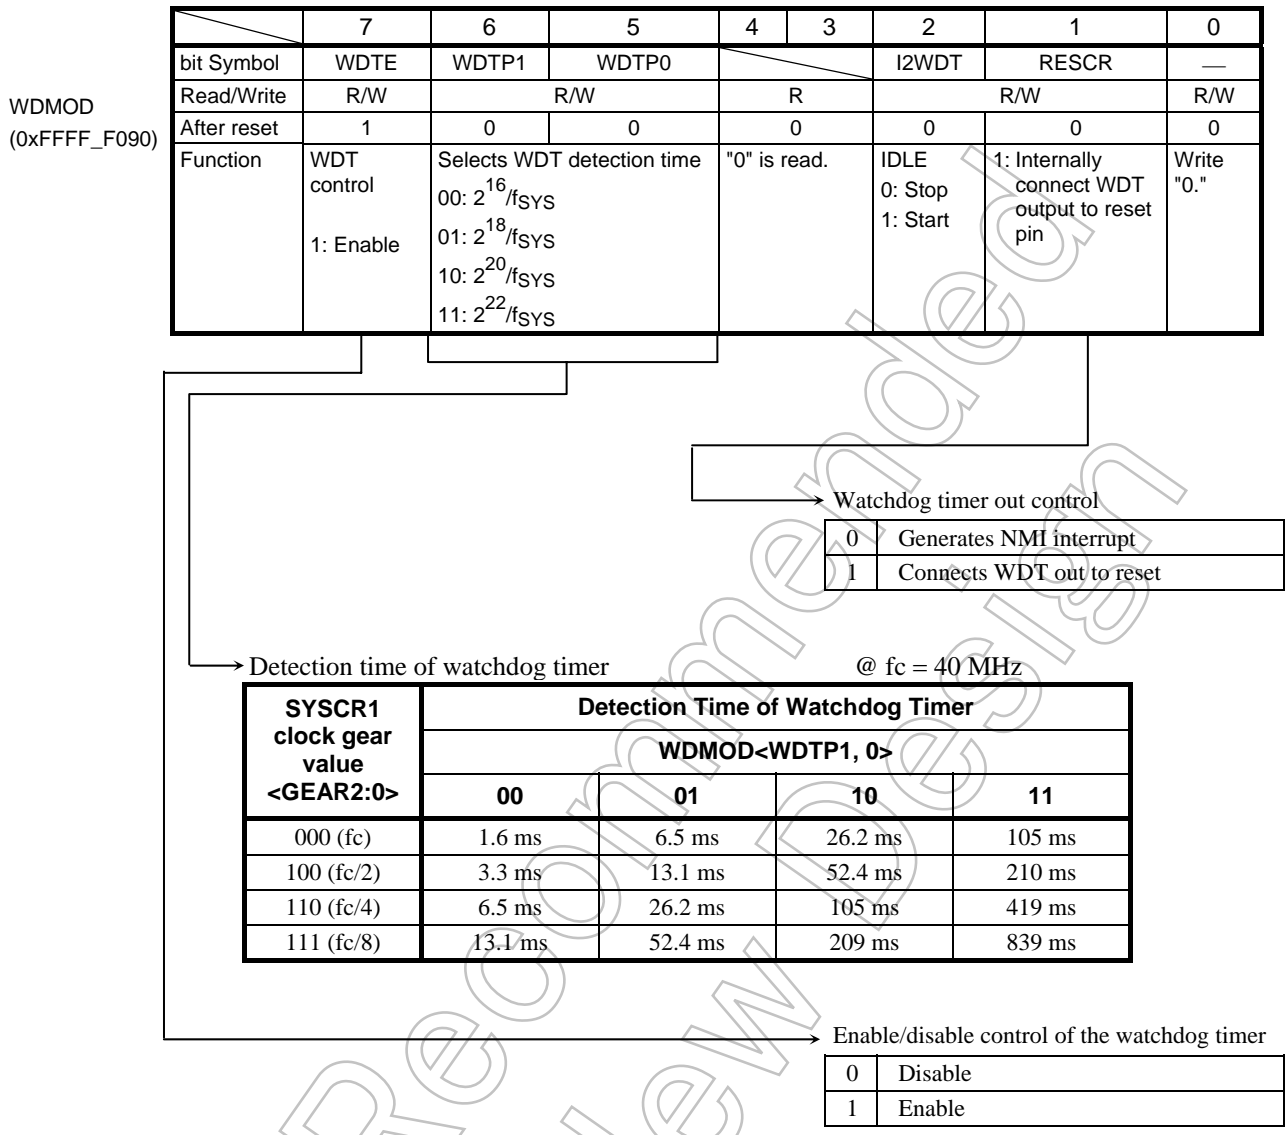 7 6 5 4 3 2 1 0
bit Symbol WDTE WDTP1 WDTP0 I2WDT RESCR —
Read/Write R/W R/W R R/W R/W
After reset 1 0 0 0 0 0 0
WDMOD
(0xFFFF_F090)
Function
WDT
control
1: Enable
Selects WDT detection time
00: 2^16/fSYS
01: 2^18/fSYS
10: 2^20/fSYS
11: 2^22/fSYS
"0" is read.
IDLE
0: Stop
1: Start
1: Internally
connect WDT
output to reset
pin
Write
"0."
Watchdog timer out control
0 Generates NMI interrupt
1 Connects WDT out to reset
Detection time of watchdog timer @ fc = 40 MHz
SYSCR1
clock gear
value
<GEAR2:0>
Detection Time of Watchdog Timer
WDMOD<WDTP1, 0>
00 01 10 11
000 (fc) 1.6 ms 6.5 ms 26.2 ms 105 ms
100 (fc/2) 3.3 ms 13.1 ms 52.4 ms 210 ms
110 (fc/4) 6.5 ms 26.2 ms 105 ms 419 ms
111 (fc/8) 13.1 ms 52.4 ms 209 ms 839 ms
Enable/disable control of the watchdog timer
0 Disable
1 Enable
Recommended
New Design